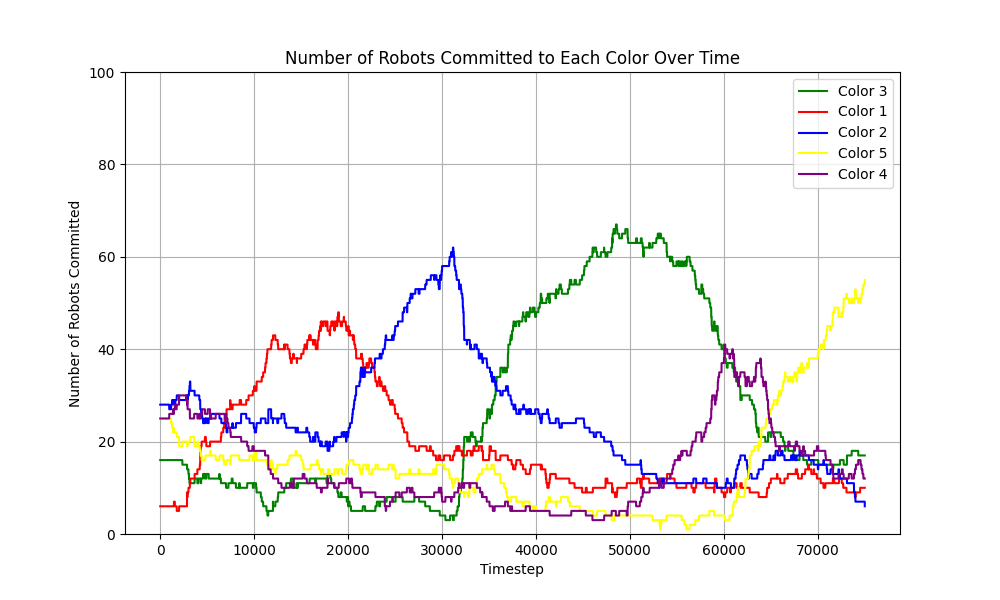 Number of Robots Committed to Each Color Over Time
Number of Robots Committed
100
80
60
40
20
0
Color 3
Color 1
Color 2
Color 5
Color 4
0 10000 20000 30000 40000 50000 60000 70000
Timestep